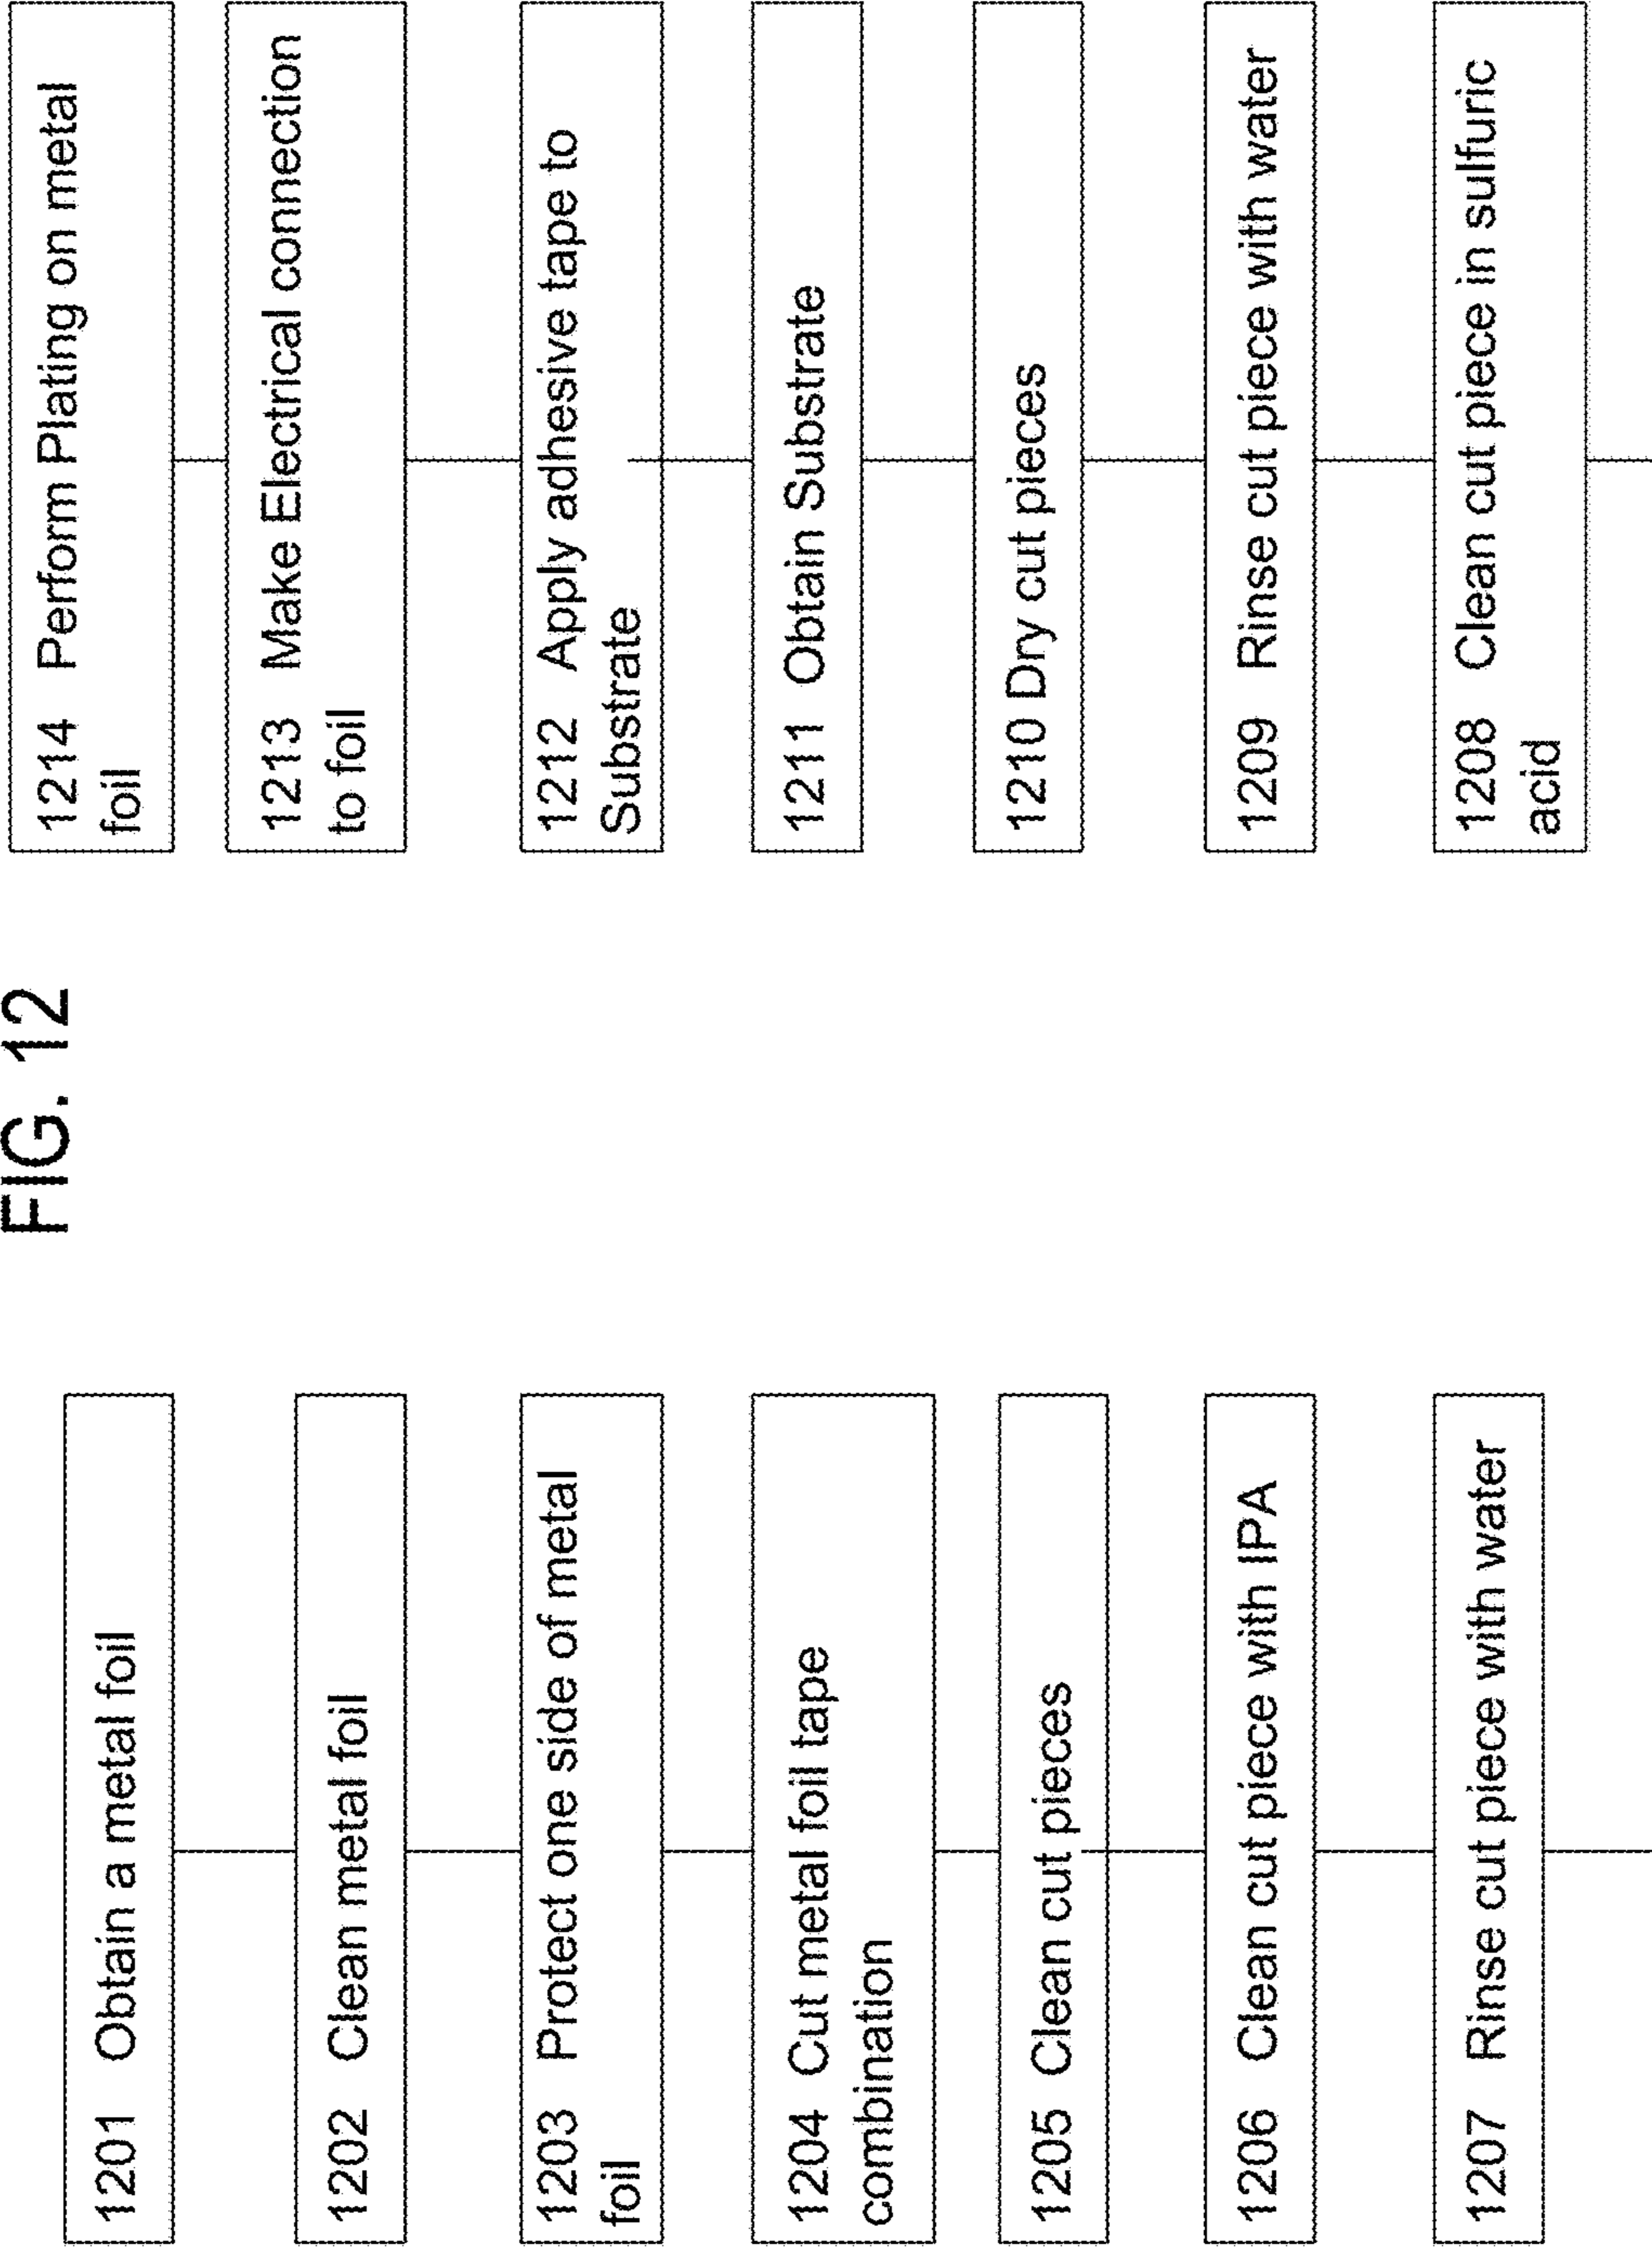 FIG. 12
1201 Obtain a metal foil
1202 Clean metal foil
1203 Protect one side of metal
foil
1204 Cut metal foil tape
combination
1205 Clean cut pieces
1206 Clean cut piece with IPA
1207 Rinse cut piece with water
1214 Perform Plating on metal
foil
1213 Make Electrical connection
to foil
1212 Apply adhesive tape to
Substrate
1211 Obtain Substrate
1210 Dry cut pieces
1209 Rinse cut piece with water
1208 Clean cut piece in sulfuric
acid